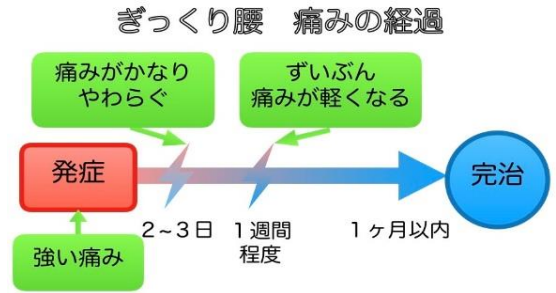 ぎっくり腰　痛みの経過
痛みがかなり
やわらぐ
ずいぶん
痛みが軽くなる
発症
完治
２~３日
１週間
程度
１ヶ月以内
強い痛み